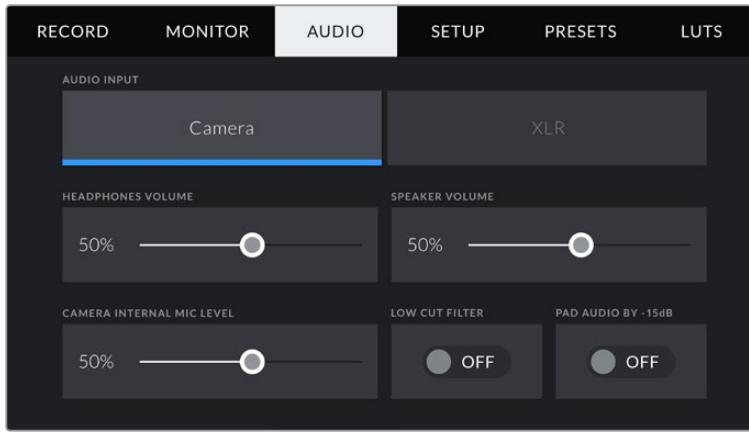 RECORD MONITOR AUDIO SETUP PRESETS LUTS
AUDIO INPUT
Camera XLR
HEADPHONES VOLUME SPEAKER VOLUME
50% 50%
CAMERA INTERNAL MIC LEVEL LOW CUT FILTER PAD AUDIO BY -15dB
50% OFF OFF